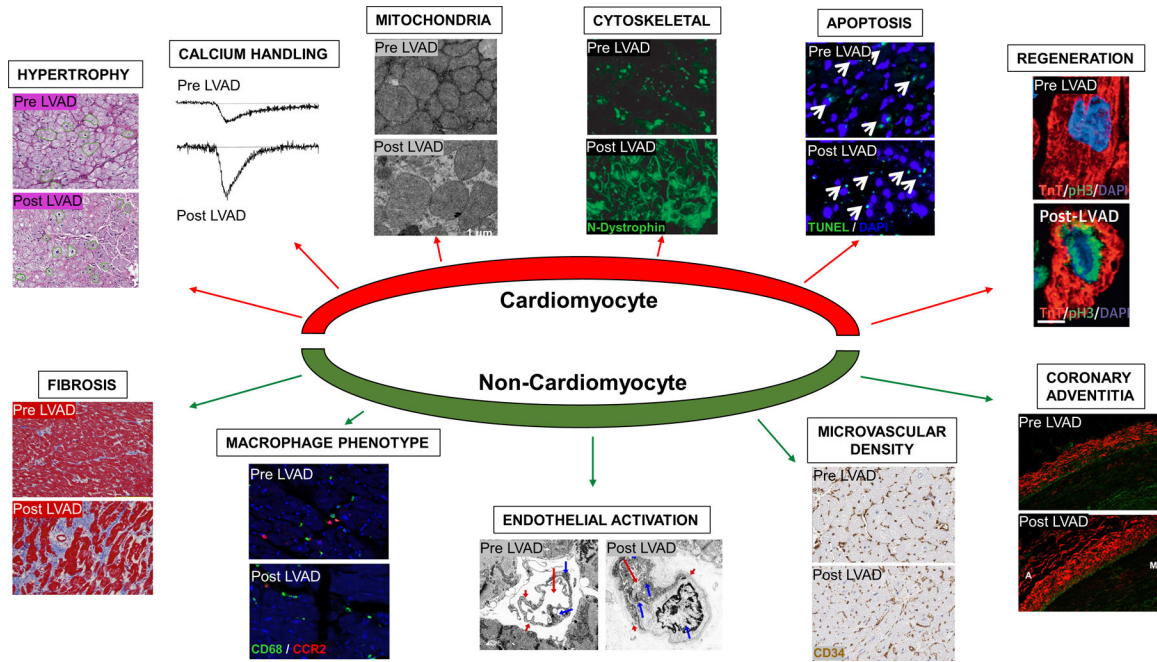 HYPERTROPHY
Pre LVAD
Post LVAD
CALCIUM HANDLING
Pre LVAD
Post LVAD
MITOCHONDRIA
Pre LVAD
Post LVAD
1 µm
CYTOSKELETAL
Pre LVAD
Post LVAD
N-Dystrophin
APOPTOSIS
Pre LVAD
Post LVAD
TUNEL / DAPI
REGENERATION
Pre LVAD
TnT/pH3/DAPI
Post-LVAD
TnT/pH3/DAPI
Cardiomyocyte
Non-Cardiomyocyte
FIBROSIS
Pre LVAD
Post LVAD
MACROPHAGE PHENOTYPE
Pre LVAD
Post LVAD
CD68 / CCR2
ENDOTHELIAL ACTIVATION
Pre LVAD
Post LVAD
MICROVASCULAR
DENSITY
Pre LVAD
Post LVAD
CD34
CORONARY
ADVENTITIA
Pre LVAD
Post LVAD
A
M